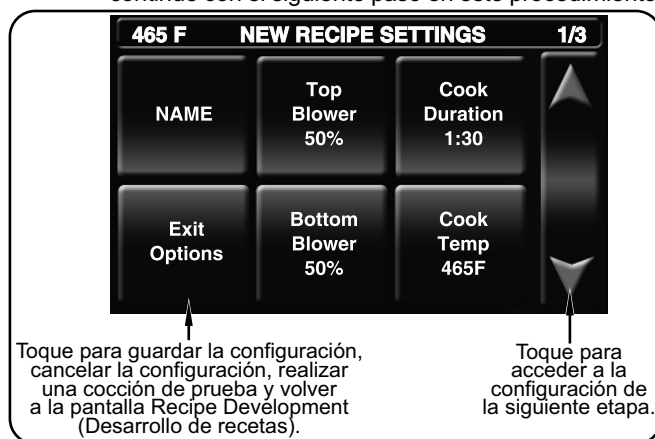 continúe con el siguiente paso en este procedimiento
465 F NEW RECIPE SETTINGS 1/3
NAME
Top
Blower
50%
Cook
Duration
1:30
Exit
Options
Bottom
Blower
50%
Cook
Temp
465F
Toque para guardar la configuración,
cancelar la configuración, realizar
una cocción de prueba y volver
a la pantalla Recipe Development
(Desarrollo de recetas).
Toque para
acceder a la
configuración de
la siguiente etapa.